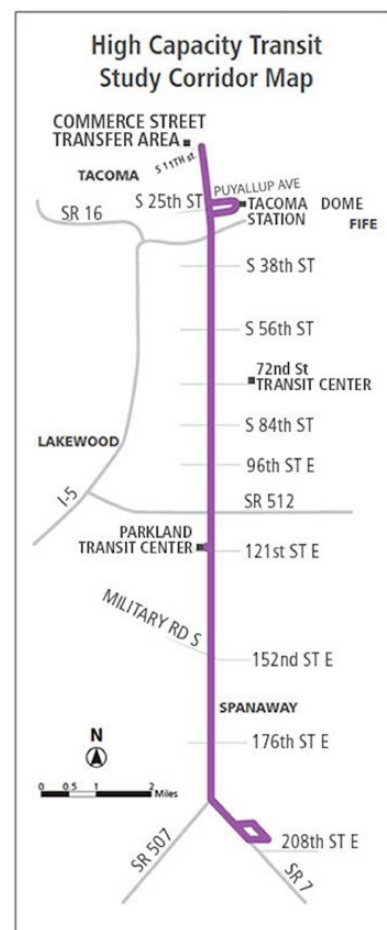 High Capacity Transit
Study Corridor Map
COMMERCE STREET
TRANSFER AREA
S 11TH st.
TACOMA
PUYALLUP AVE
S 25th ST
TACOMA DOME
STATION
FIFE
SR 16
S 38th ST
S 56th ST
72nd St
TRANSIT CENTER
S 84th ST
LAKEWOOD
96th ST E
I-5
SR 512
PARKLAND
TRANSIT CENTER
121st ST E
MILITARY RD S
152nd ST E
SPANAWAY
N
176th ST E
0 0.5 1 2
Miles
208th ST E
SR 507
SR 7